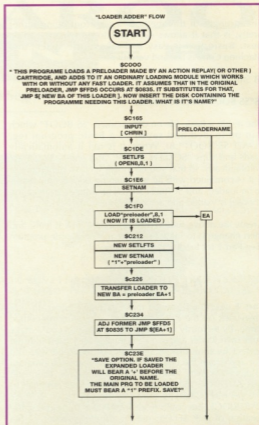 "LOADER ADDER" FLOW
START
$C000
" THIS PROGRAME LOADS A PRELOADER MADE BY AN ACTION REPLAY( OR OTHER )
CARTRIDGE, AND ADDS TO IT AN ORDINARY LOADING MODULE WHICH WORKS
WITH OR WITHOUT ANY FAST LOADER. IT ASSUMES THAT IN THE ORIGINAL
PRELOADER, JMP $FFD5 OCCURS AT $0835. IT SUBSTITUTES FOR THAT,
JMP $[ NEW BA OF THIS LOADER ]. NOW INSERT THE DISK CONTAINING THE
PROGRAMME NEEDING THIS LOADER. WHAT IS IT'S NAME?"
$C165
INPUT
[ CHRIN ]
PRELOADERNAME
$C1DE
SETLFS
( OPEN8,8,1 )
$C1E6
SETNAM
$C1F0
LOAD"preloader",8,1
( NOW IT IS LOADED )
EA
$C212
NEW SETLFTS
NEW SETNAM
( "1"+"preloader" )
$c225
TRANSFER LOADER TO
NEW BA = preloader EA+1
$C234
ADJ FORMER JMP $FFD5
AT $0835 TO JMP $[EA+1]
$C23E
"SAVE OPTION. IF SAVED THE
EXPANDED LOADER
WILL BEAR A '+' BEFORE THE
ORIGINAL NAME.
THE MAIN PRG TO BE LOADED
MUST BEAR A "1" PREFIX. SAVE?"